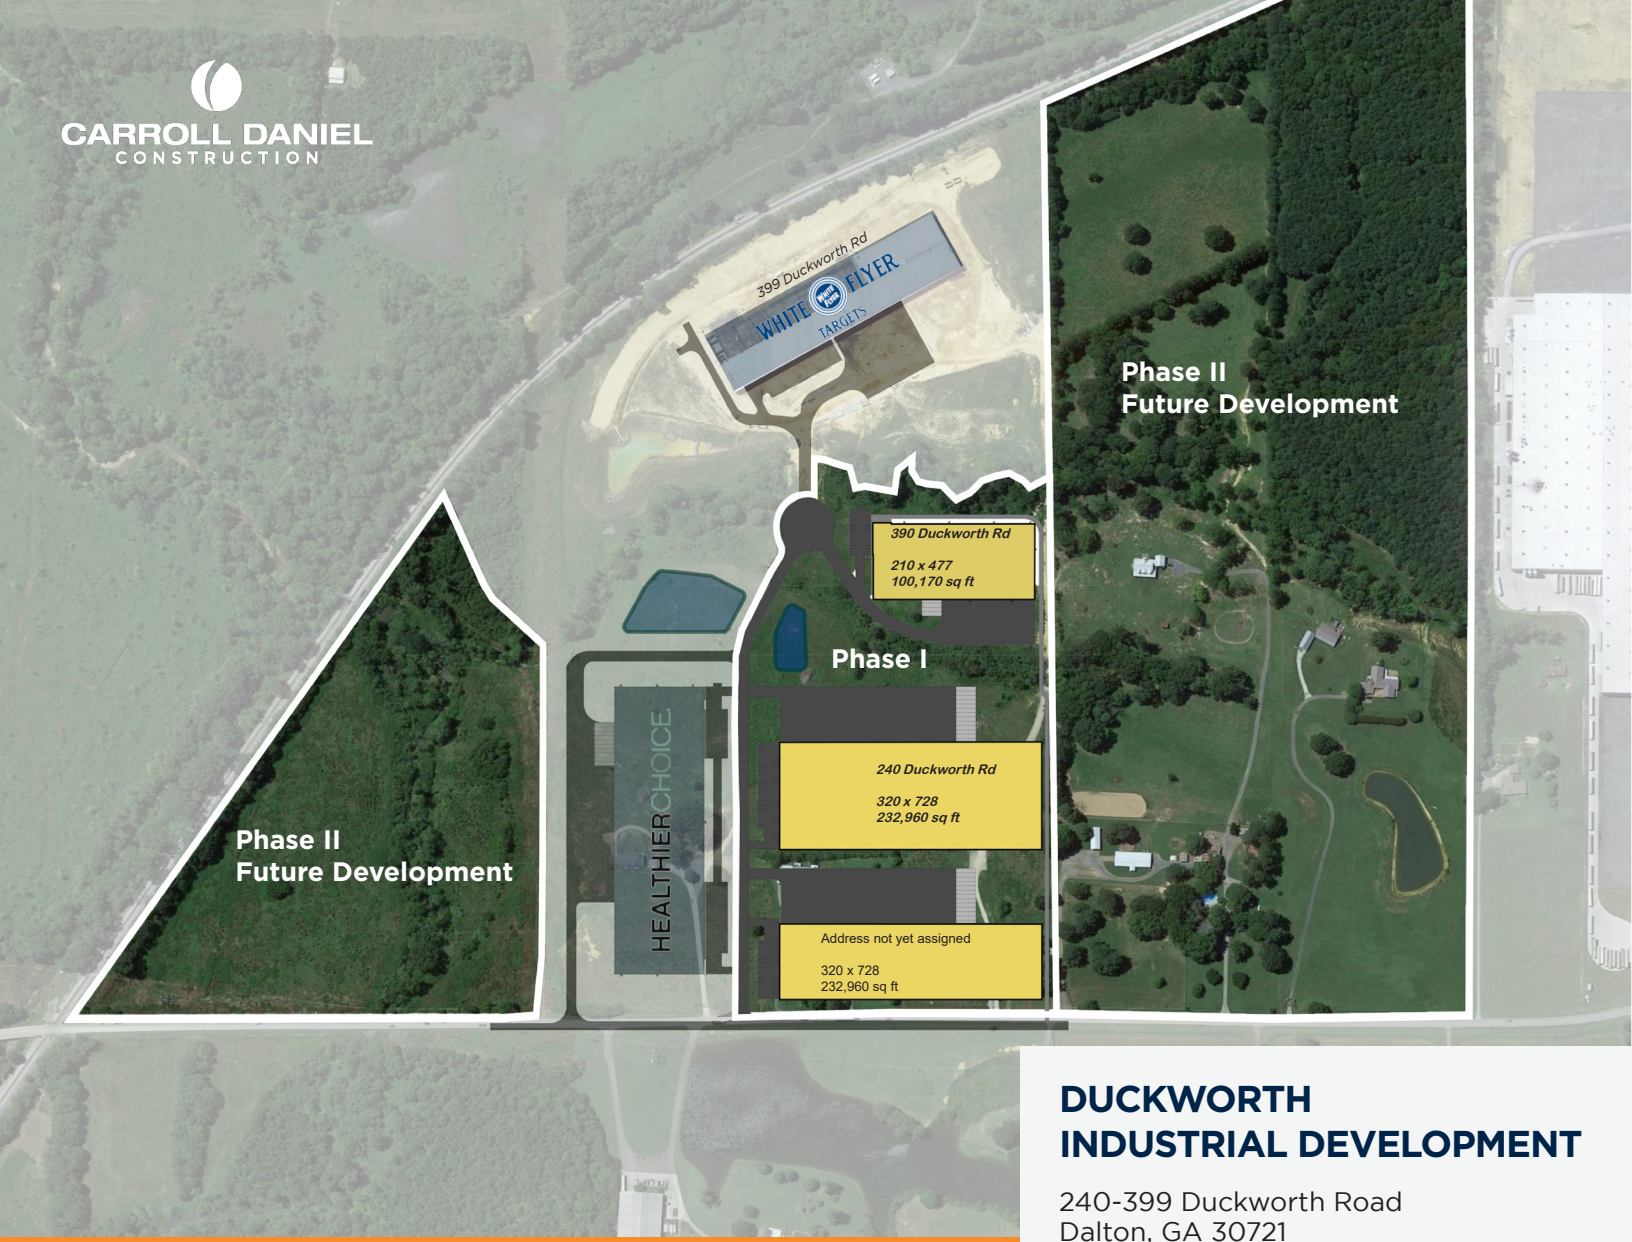 CARROLL DANIEL
CONSTRUCTION
399 Duckworth Rd
WHITE FLYER
WHITE
FLYER
TARGETS
Phase II
Future Development
390 Duckworth Rd
210 x 477
100,170 sq ft
Phase I
240 Duckworth Rd
320 x 728
232,960 sq ft
HEALTHIERCHOICE
Phase II
Future Development
Address not yet assigned
320 x 728
232,960 sq ft
DUCKWORTH
INDUSTRIAL DEVELOPMENT
240-399 Duckworth Road
Dalton, GA 30721